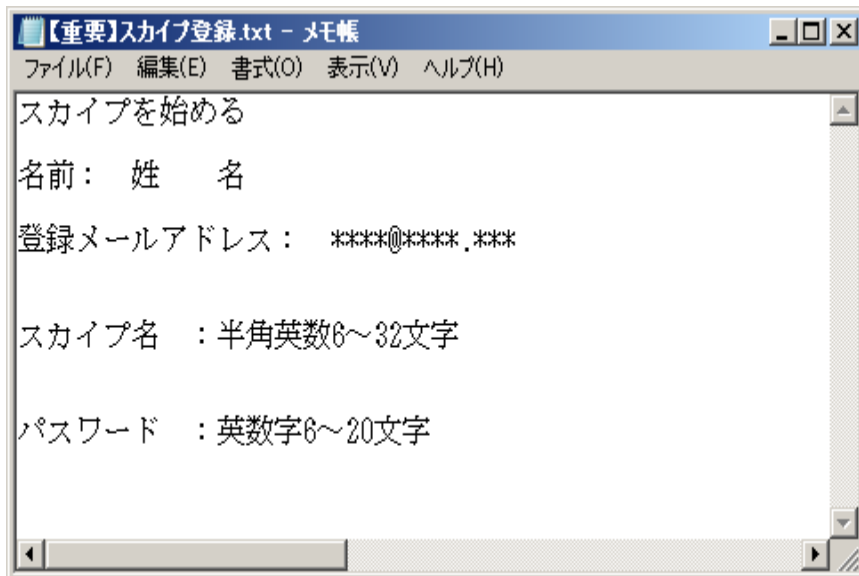 【重要】スカイプ登録.txt - メモ帳
ファイル(F) 編集(E) 書式(O) 表示(V) ヘルプ(H)
スカイプを始める
名前： 姓 名
登録メールアドレス： ****@****.***
スカイプ名 ：半角英数6～32文字
パスワード ：英数字6～20文字